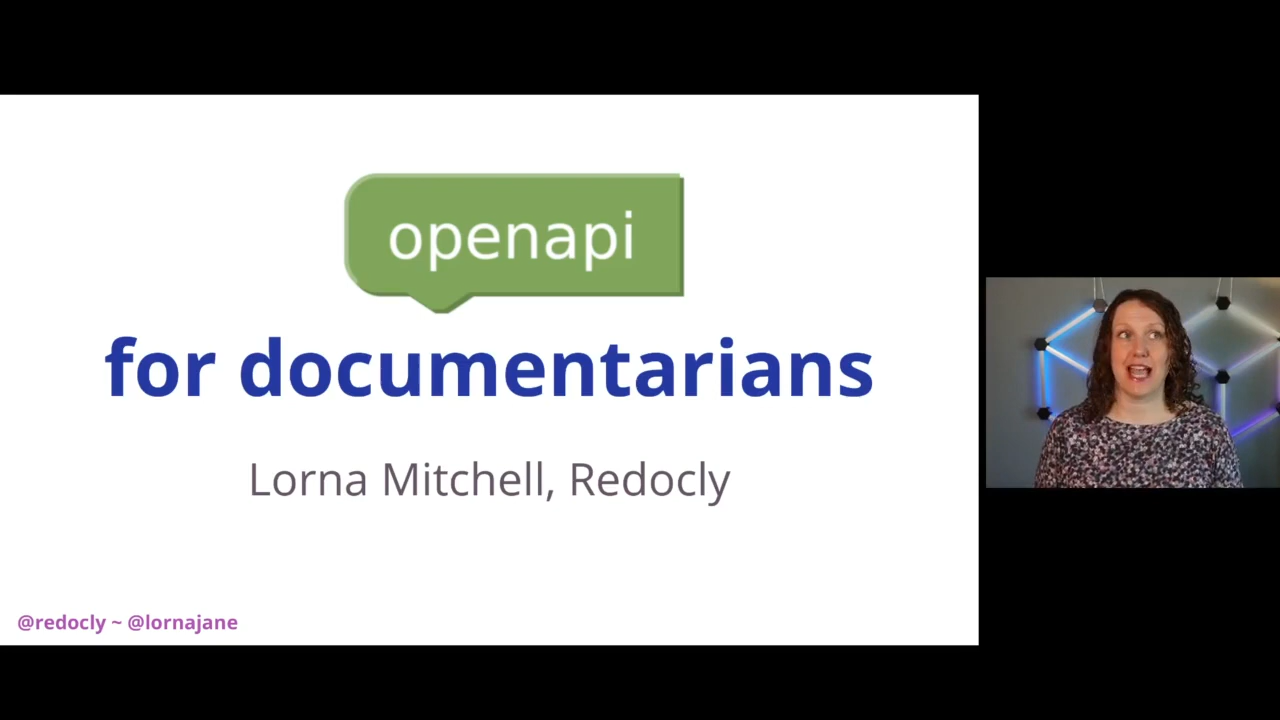 openapi
for documentarians
Lorna Mitchell, Redocly
@redocly ~ @lornajane